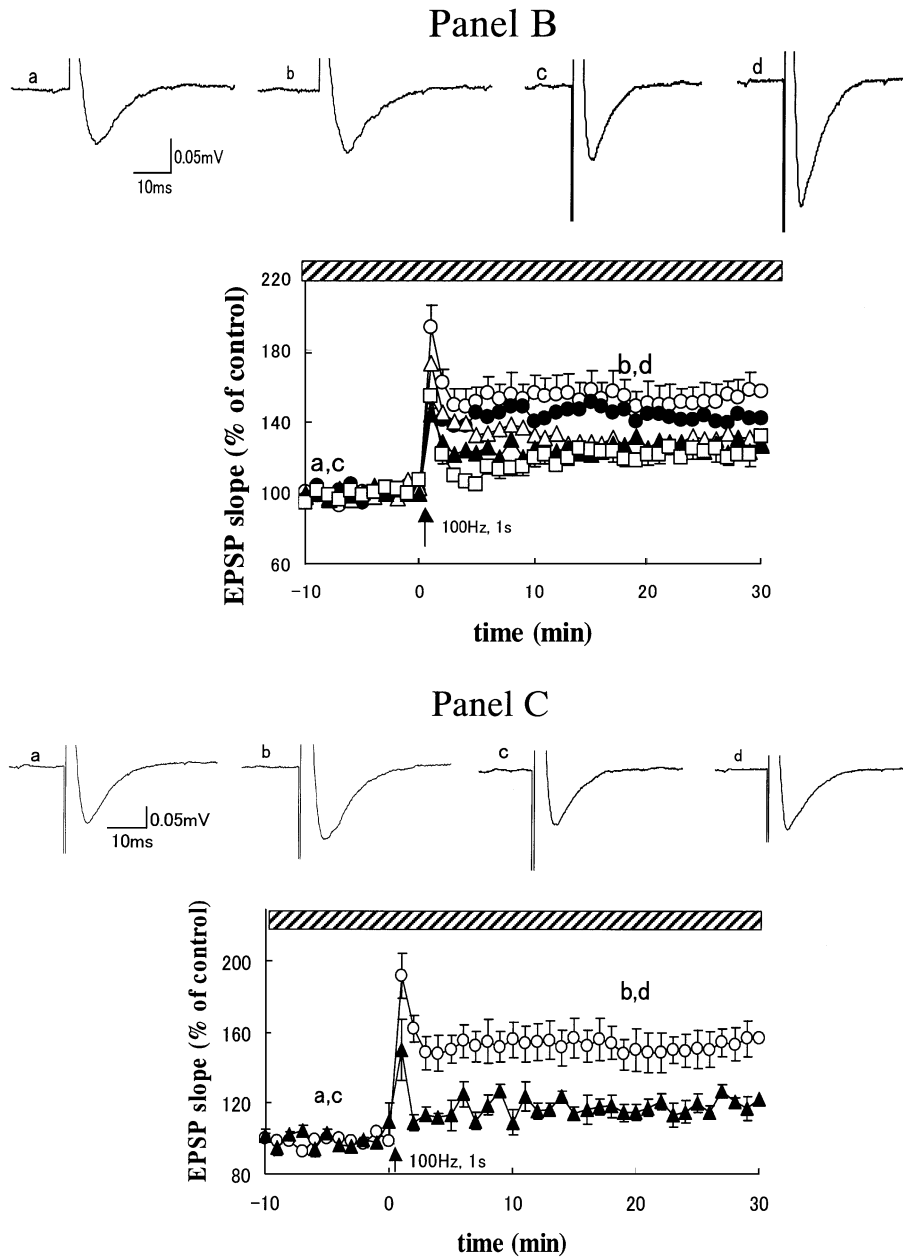 Panel B
a b c d
0.05mV
10ms
EPSP slope (% of control)
220
180
b,d
140
a,c
100
100Hz, 1s
60
-10 0 10 20 30
time (min)
Panel C
a b c d
0.05mV
10ms
EPSP slope (% of control)
200
b,d
160
a,c
120
100Hz, 1s
80
-10 0 10 20 30
time (min)